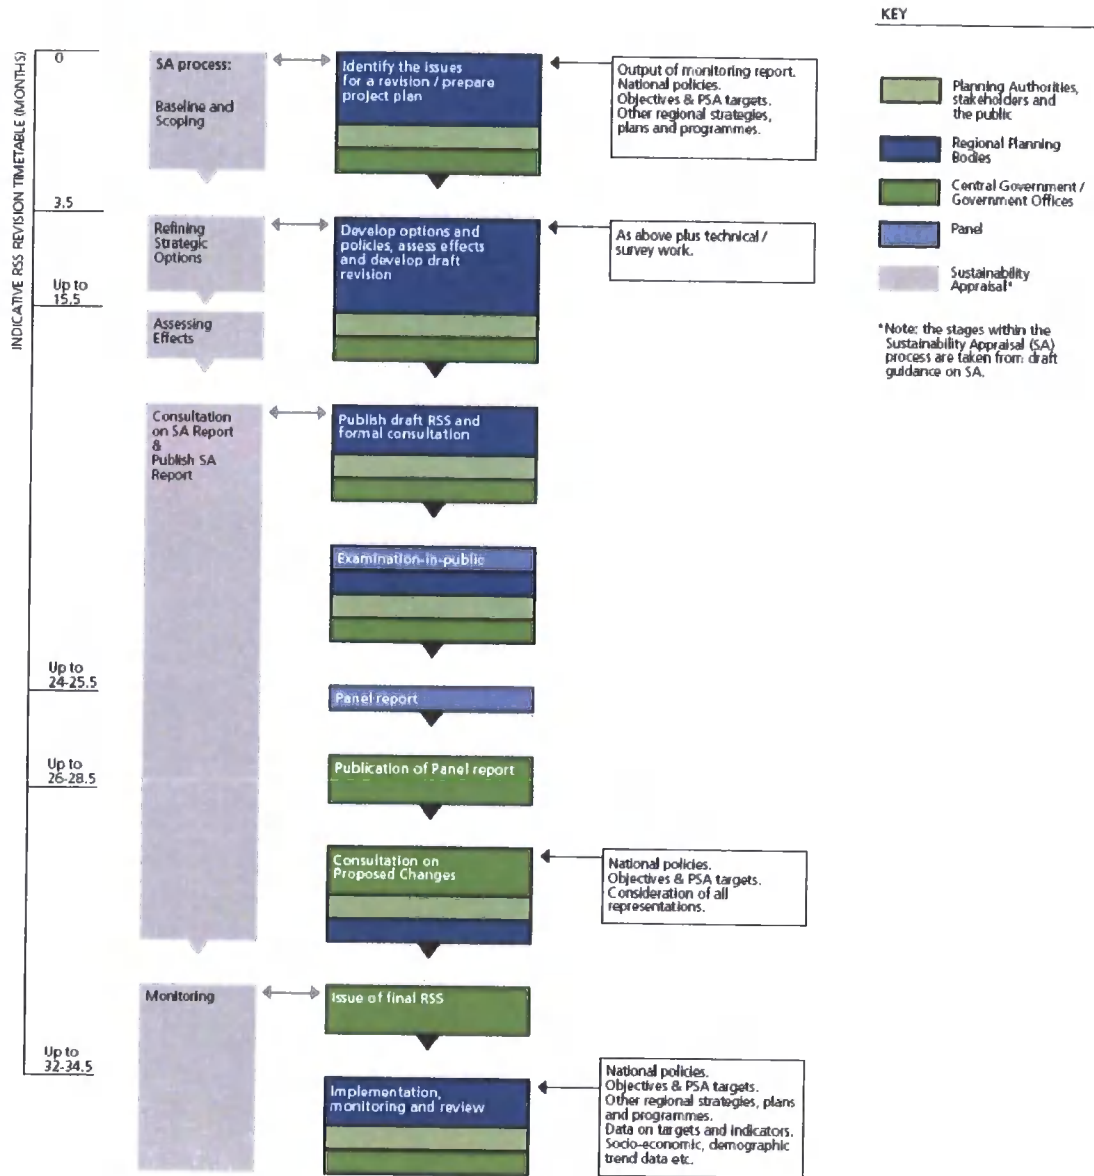 KEY
Planning Authorities,
stakeholders and
the public
Regional Planning
Bodies
Central Government /
Government Offices
Panel
Sustainability
Appraisal*
*Note: the stages within the
Sustainability Appraisal (SA)
process are taken from draft
guidance on SA.
INDICATIVE RSS REVISION TIMETABLE (MONTHS)
0
3.5
Up to
15.5
Up to
24-25.5
Up to
26-28.5
Up to
32-34.5
SA process:
Baseline and
Scoping
Identify the issues
for a revision / prepare
project plan
Output of monitoring report.
National policies.
Objectives & PSA targets.
Other regional strategies,
plans and programmes.
Refining
Strategic
Options
Develop options and
policies, assess effects
and develop draft
revision
As above plus technical /
survey work.
Assessing
Effects
Consultation
on SA Report
&
Publish SA
Report
Publish draft RSS and
formal consultation
Examination-in-public
Panel report
Publication of Panel report
Consultation on
Proposed Changes
National policies.
Objectives & PSA targets.
Consideration of all
representations.
Monitoring
Issue of final RSS
Implementation,
monitoring and review
National policies.
Objectives & PSA targets.
Other regional strategies, plans
and programmes.
Data on targets and indicators.
Socio-economic, demographic
trend data etc.